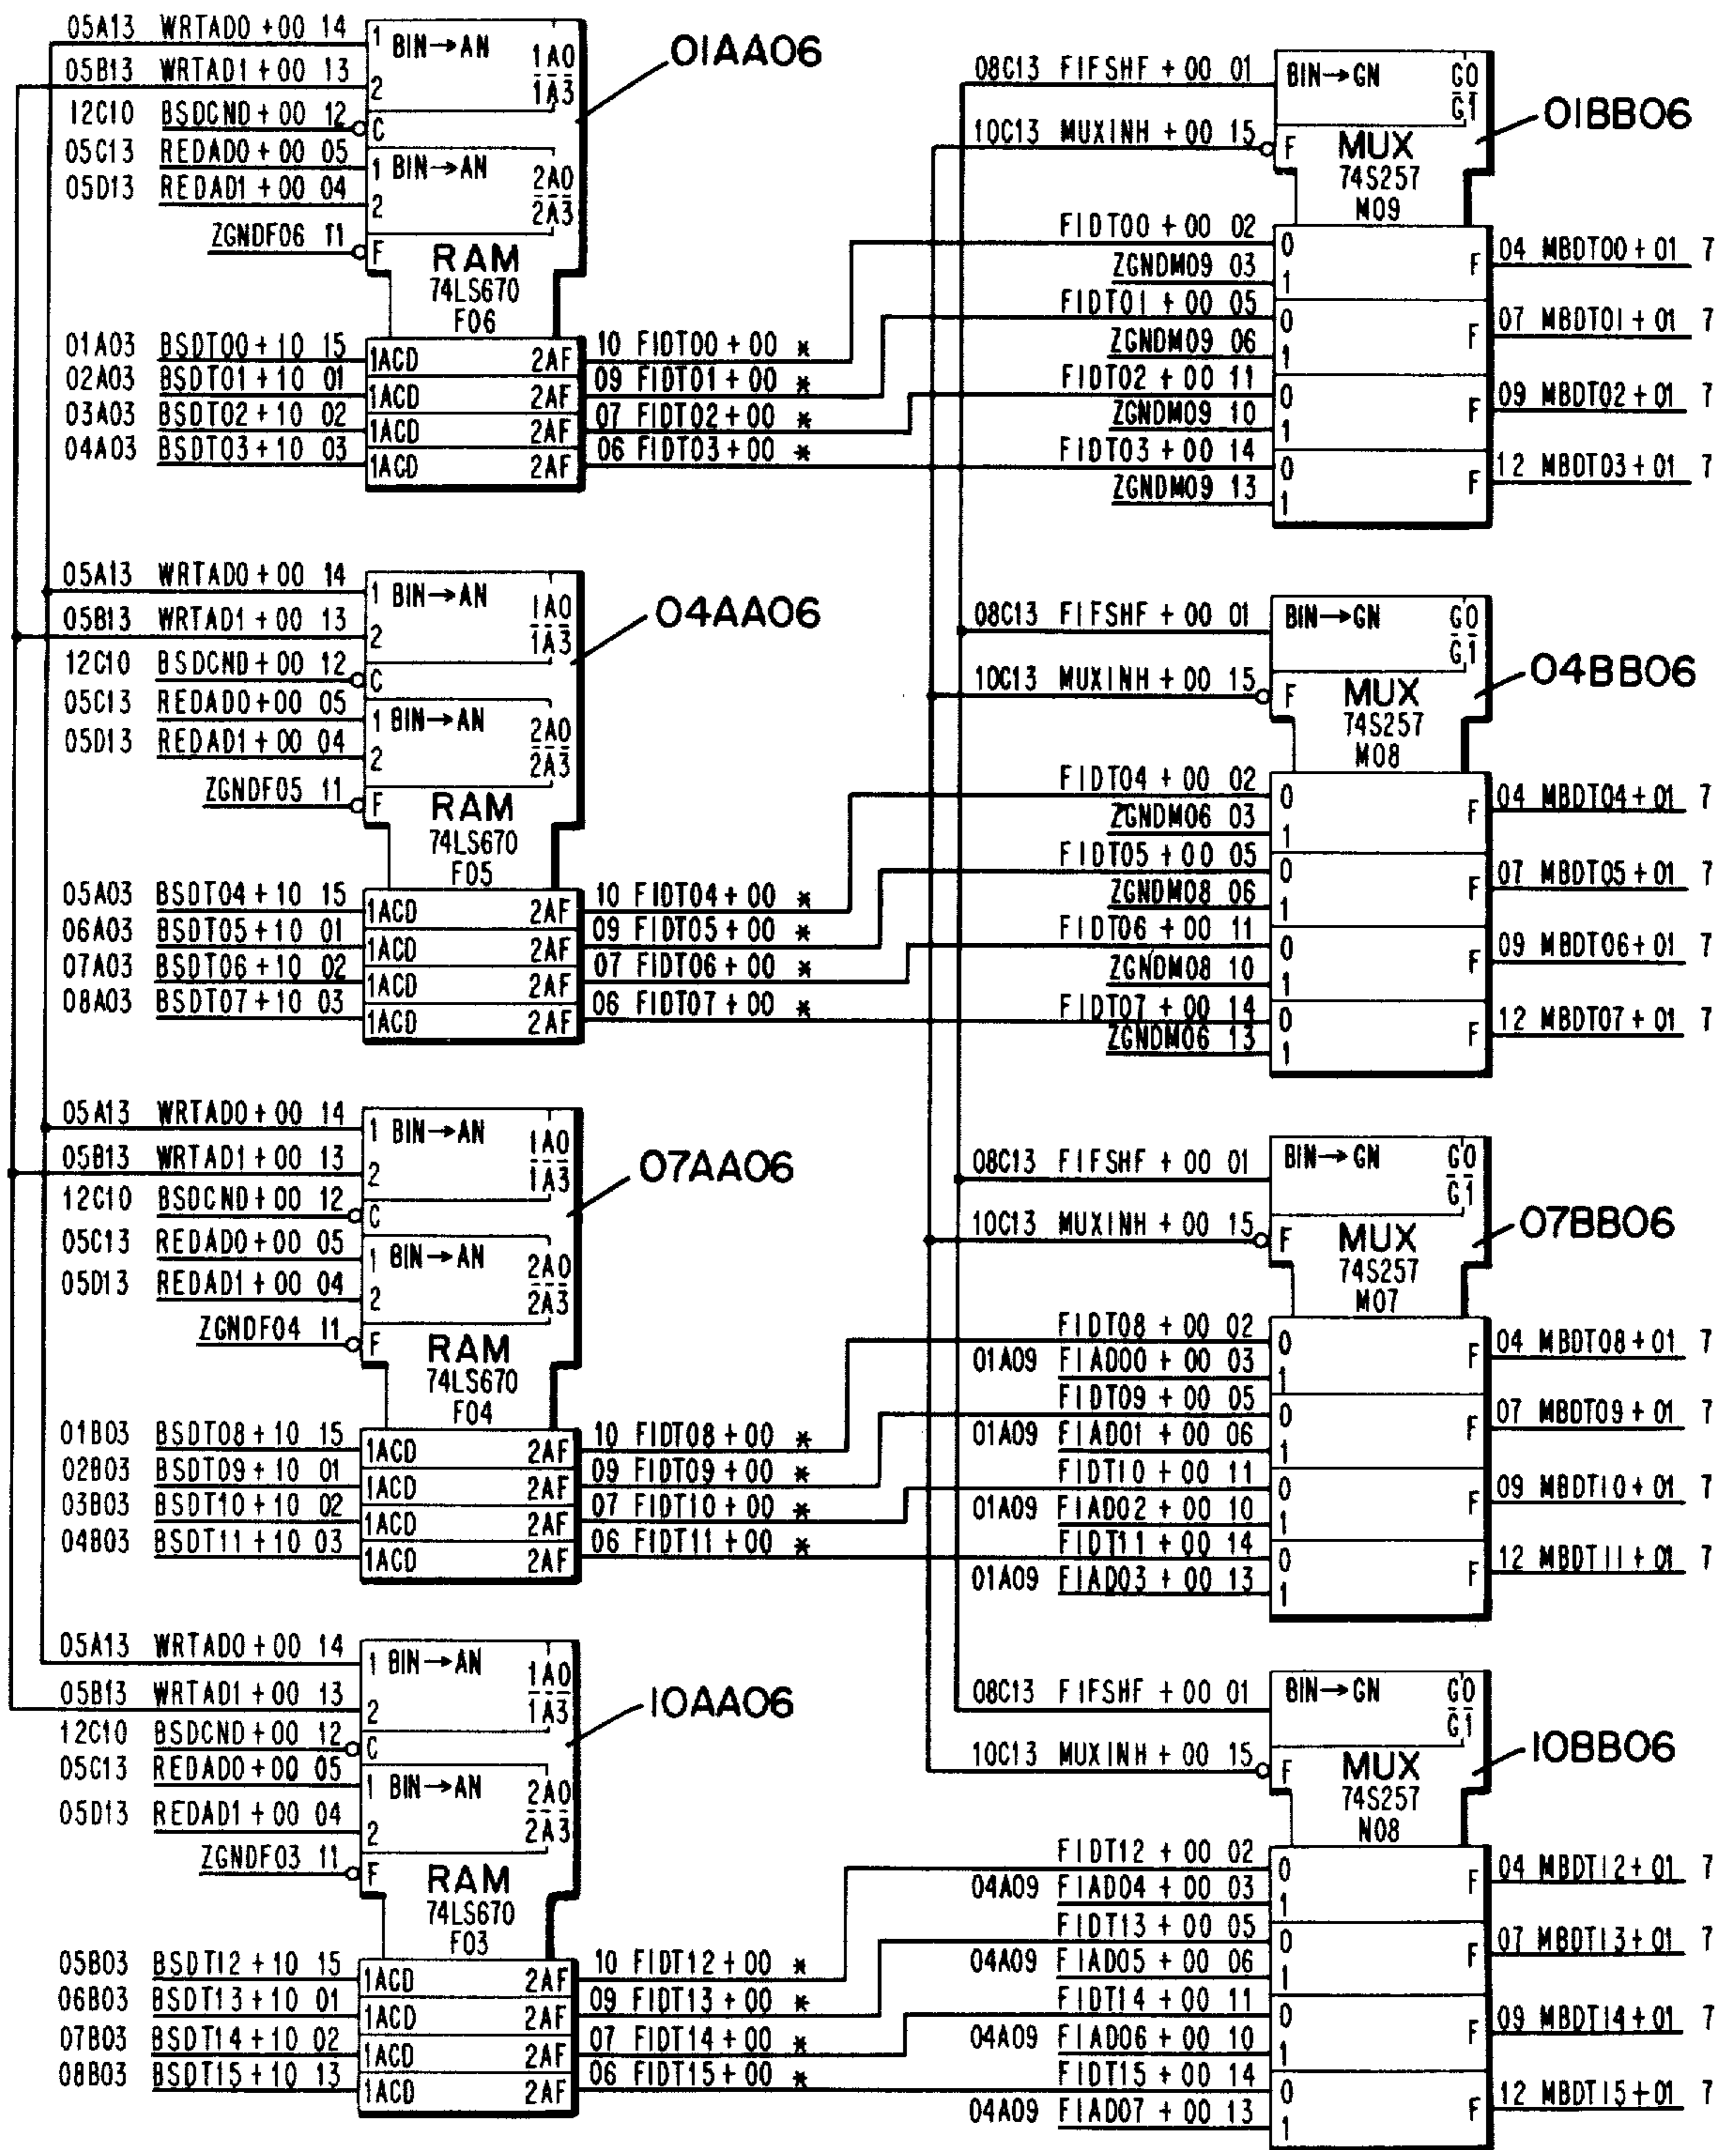 05A13 WRTAD0+00 14
05B13 WRTAD1+00 13
12C10 BSDCND+00 12
05C13 REDAD0+00 05
05D13 REDAD1+00 04
ZGNDF06 11
1 BIN→AN 1A0
2 1A3
C
1 BIN→AN 2A0
2 2A3
F RAM
74LS670
F06
01AA06
01A03 BSDT00+10 15 1ACD 2AF 10 FIDT00+00 *
02A03 BSDT01+10 01 1ACD 2AF 09 FIDT01+00 *
03A03 BSDT02+10 02 1ACD 2AF 07 FIDT02+00 *
04A03 BSDT03+10 03 1ACD 2AF 06 FIDT03+00 *
08C13 FIFSHF+00 01 BIN→GN G0
G1
10C13 MUXINH+00 15 F MUX
74S257
M09
01BB06
FIDT00+00 02 0 F 04 MBDT00+01 7
ZGNDM09 03 1
FIDT01+00 05 0 F 07 MBDT01+01 7
ZGNDM09 06 1
FIDT02+00 11 0 F 09 MBDT02+01 7
ZGNDM09 10 1
FIDT03+00 14 0 F 12 MBDT03+01 7
ZGNDM09 13 1
05A13 WRTAD0+00 14
05B13 WRTAD1+00 13
12C10 BSDCND+00 12
05C13 REDAD0+00 05
05D13 REDAD1+00 04
ZGNDF05 11
1 BIN→AN 1A0
2 1A3
C
1 BIN→AN 2A0
2 2A3
F RAM
74LS670
F05
04AA06
05A03 BSDT04+10 15 1ACD 2AF 10 FIDT04+00 *
06A03 BSDT05+10 01 1ACD 2AF 09 FIDT05+00 *
07A03 BSDT06+10 02 1ACD 2AF 07 FIDT06+00 *
08A03 BSDT07+10 03 1ACD 2AF 06 FIDT07+00 *
08C13 FIFSHF+00 01 BIN→GN G0
G1
10C13 MUXINH+00 15 F MUX
74S257
M08
04BB06
FIDT04+00 02 0 F 04 MBDT04+01 7
ZGNDM06 03 1
FIDT05+00 05 0 F 07 MBDT05+01 7
ZGNDM08 06 1
FIDT06+00 11 0 F 09 MBDT06+01 7
ZGNDM08 10 1
FIDT07+00 14 0 F 12 MBDT07+01 7
ZGNDM06 13 1
05A13 WRTAD0+00 14
05B13 WRTAD1+00 13
12C10 BSDCND+00 12
05C13 REDAD0+00 05
05D13 REDAD1+00 04
ZGNDF04 11
1 BIN→AN 1A0
2 1A3
C
1 BIN→AN 2A0
2 2A3
F RAM
74LS670
F04
07AA06
01B03 BSDT08+10 15 1ACD 2AF 10 FIDT08+00 *
02B03 BSDT09+10 01 1ACD 2AF 09 FIDT09+00 *
03B03 BSDT10+10 02 1ACD 2AF 07 FIDT10+00 *
04B03 BSDT11+10 03 1ACD 2AF 06 FIDT11+00 *
08C13 FIFSHF+00 01 BIN→GN G0
G1
10C13 MUXINH+00 15 F MUX
74S257
M07
07BB06
FIDT08+00 02 0 F 04 MBDT08+01 7
01A09 FIAD00+00 03 1
FIDT09+00 05 0 F 07 MBDT09+01 7
01A09 FIAD01+00 06 1
FIDT10+00 11 0 F 09 MBDT10+01 7
01A09 FIAD02+00 10 1
FIDT11+00 14 0 F 12 MBDT11+01 7
01A09 FIAD03+00 13 1
05A13 WRTAD0+00 14
05B13 WRTAD1+00 13
12C10 BSDCND+00 12
05C13 REDAD0+00 05
05D13 REDAD1+00 04
ZGNDF03 11
1 BIN→AN 1A0
2 1A3
C
1 BIN→AN 2A0
2 2A3
F RAM
74LS670
F03
10AA06
05B03 BSDT12+10 15 1ACD 2AF 10 FIDT12+00 *
06B03 BSDT13+10 01 1ACD 2AF 09 FIDT13+00 *
07B03 BSDT14+10 02 1ACD 2AF 07 FIDT14+00 *
08B03 BSDT15+10 13 1ACD 2AF 06 FIDT15+00 *
08C13 FIFSHF+00 01 BIN→GN G0
G1
10C13 MUXINH+00 15 F MUX
74S257
N08
10BB06
FIDT12+00 02 0 F 04 MBDT12+01 7
04A09 FIAD04+00 03 1
FIDT13+00 05 0 F 07 MBDT13+01 7
04A09 FIAD05+00 06 1
FIDT14+00 11 0 F 09 MBDT14+01 7
04A09 FIAD06+00 10 1
FIDT15+00 14 0 F 12 MBDT15+01 7
04A09 FIAD07+00 13 1